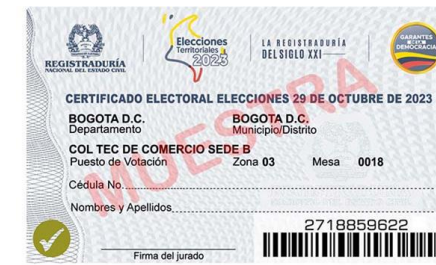 REGISTRADURÍA
NACIONAL DEL ESTADO CIVIL
Elecciones
Territoriales
2023
LA REGISTRADURÍA
DEL SIGLO XXI
GARANTES
DE LA
DEMOCRACIA
CERTIFICADO ELECTORAL ELECCIONES 29 DE OCTUBRE DE 2023
BOGOTA D.C. BOGOTA D.C.
Departamento Municipio/Distrito
COL TEC DE COMERCIO SEDE B
Puesto de Votación Zona 03 Mesa 0018
Cédula No.
Nombres y Apellidos
MUESTRA
2718859622
Firma del jurado